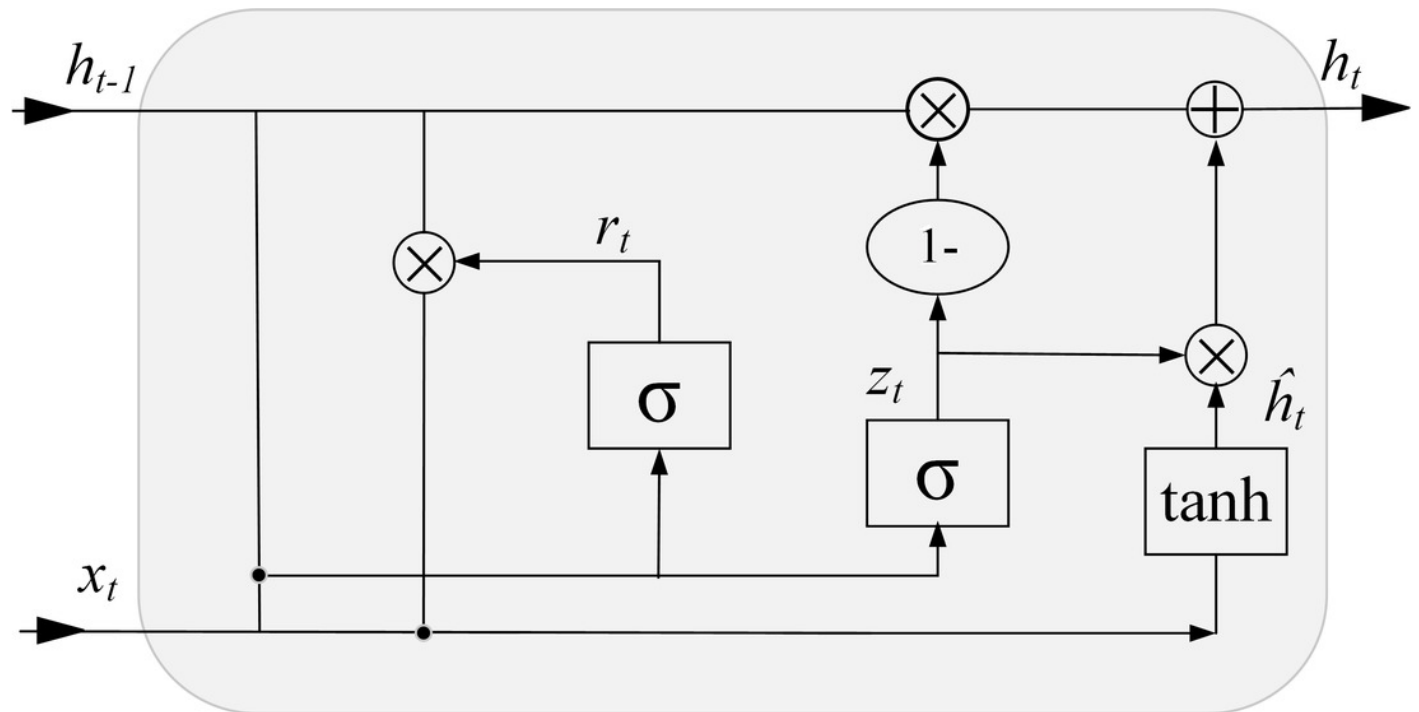 h_{t-1}
h_t
r_t
1-
σ
z_t
ĥ_t
σ
tanh
x_t